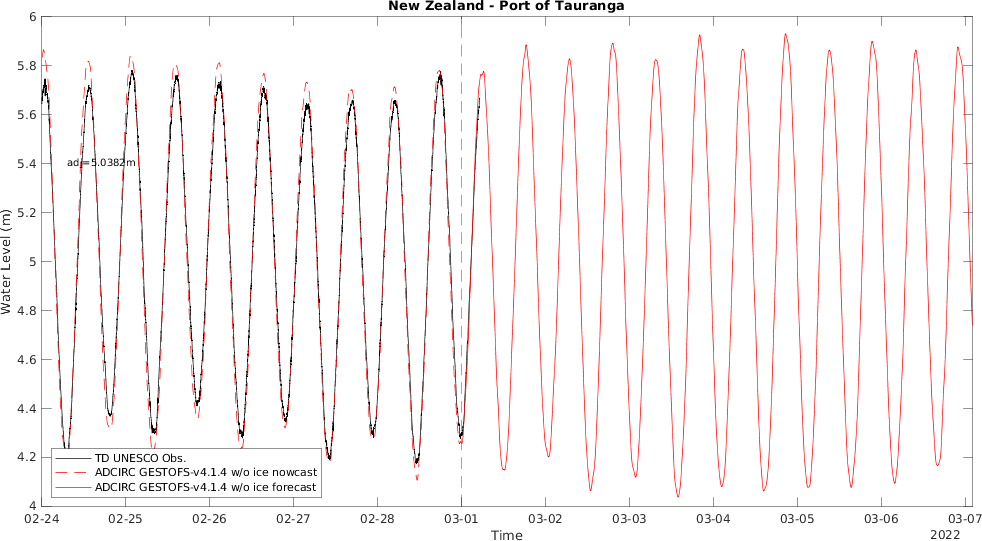 New Zealand - Port of Tauranga
6
5.8
5.6
5.4
5.2
5
4.8
4.6
4.4
4.2
4
Water Level (m)
adj=5.0382m
TD UNESCO Obs.
ADCIRC GESTOFS-v4.1.4 w/o ice nowcast
ADCIRC GESTOFS-v4.1.4 w/o ice forecast
02-24 02-25 02-26 02-27 02-28 03-01 03-02 03-03 03-04 03-05 03-06 03-07
Time
2022